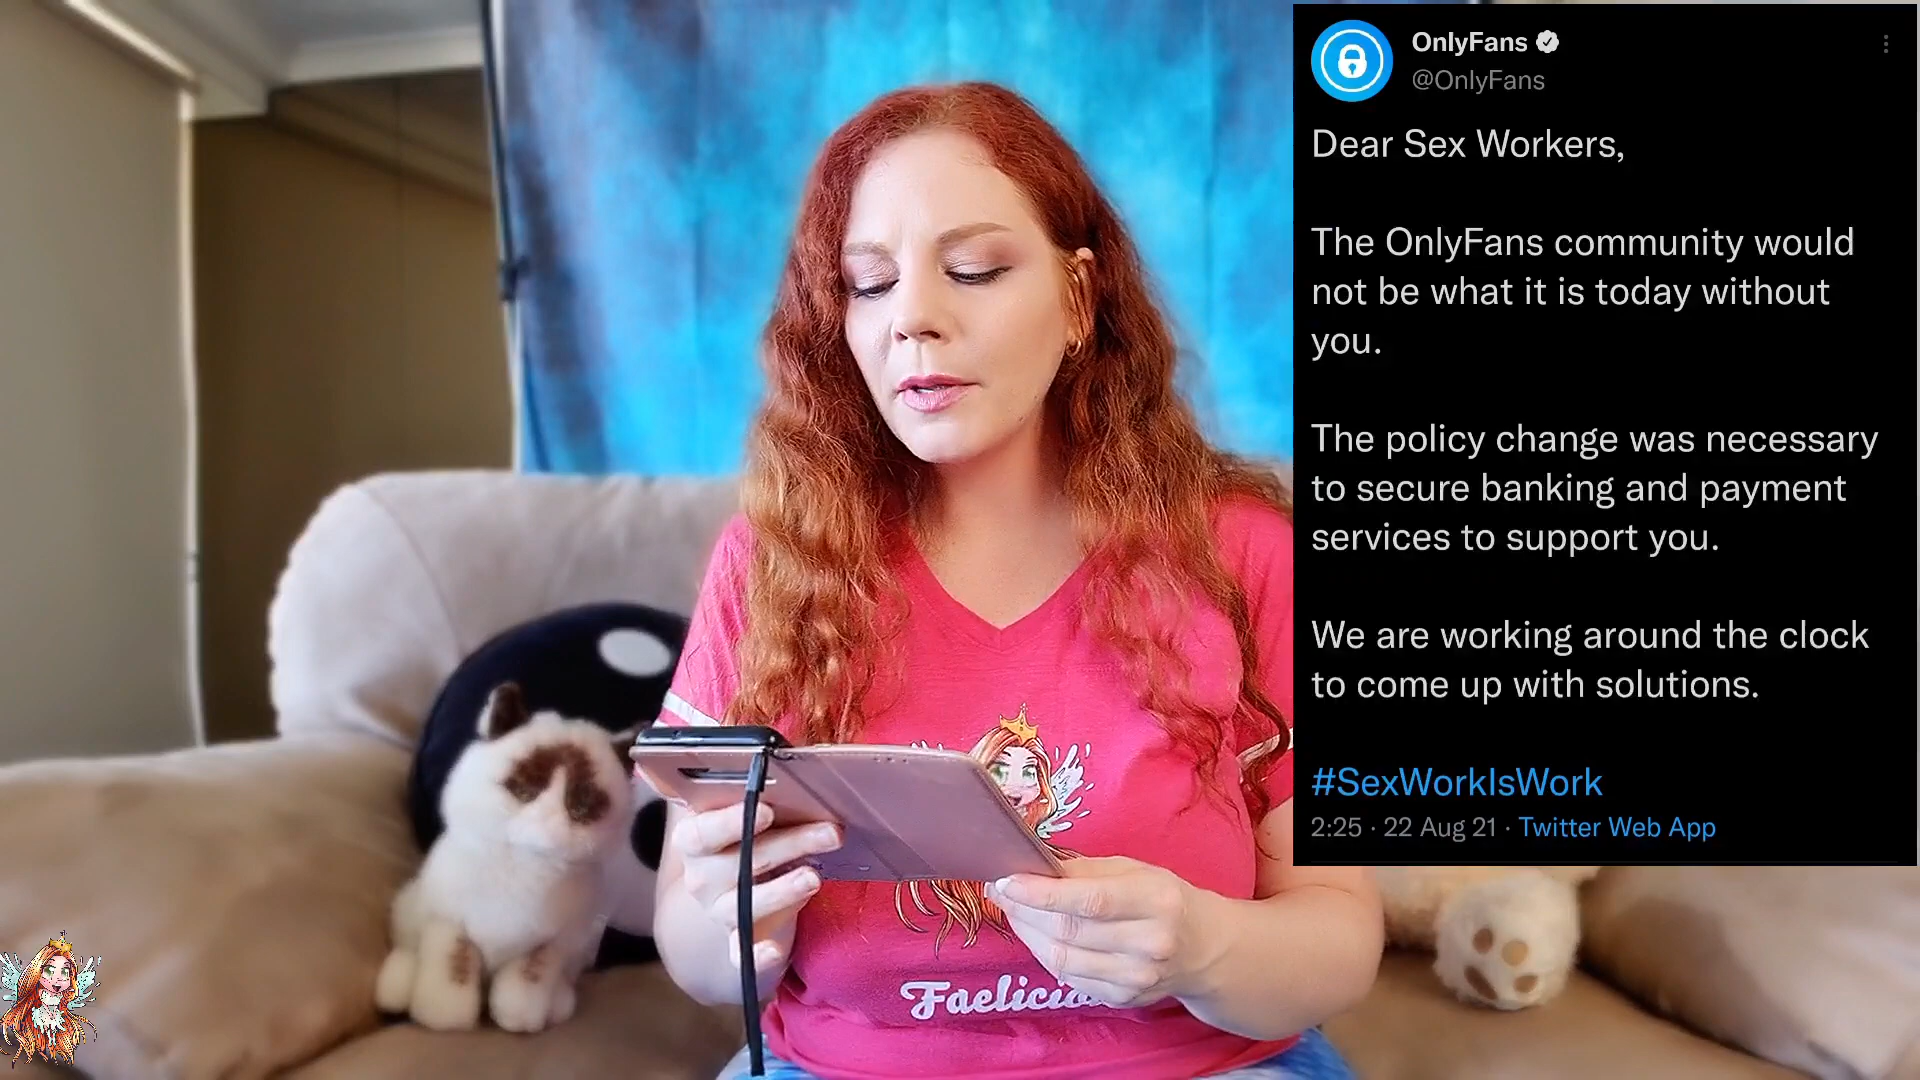 OnlyFans
@OnlyFans
Dear Sex Workers,
The OnlyFans community would
not be what it is today without
you.
The policy change was necessary
to secure banking and payment
services to support you.
We are working around the clock
to come up with solutions.
#SexWorkIsWork
2:25 · 22 Aug 21 · Twitter Web App